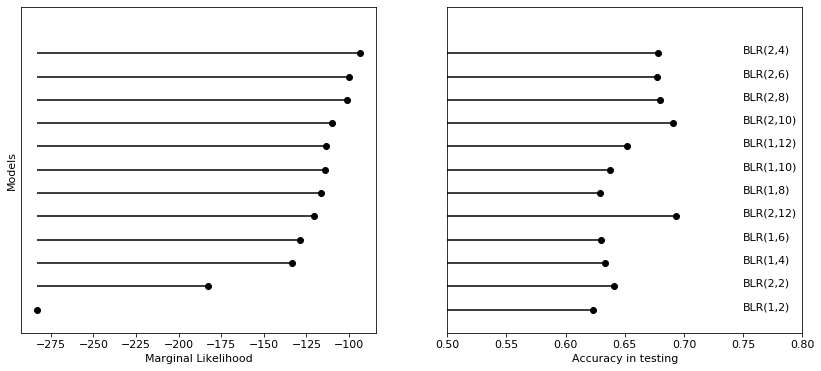 Models
−275 −250 −225 −200 −175 −150 −125 −100
Marginal Likelihood
BLR(2,4)
BLR(2,6)
BLR(2,8)
BLR(2,10)
BLR(1,12)
BLR(1,10)
BLR(1,8)
BLR(2,12)
BLR(1,6)
BLR(1,4)
BLR(2,2)
BLR(1,2)
0.50 0.55 0.60 0.65 0.70 0.75 0.80
Accuracy in testing